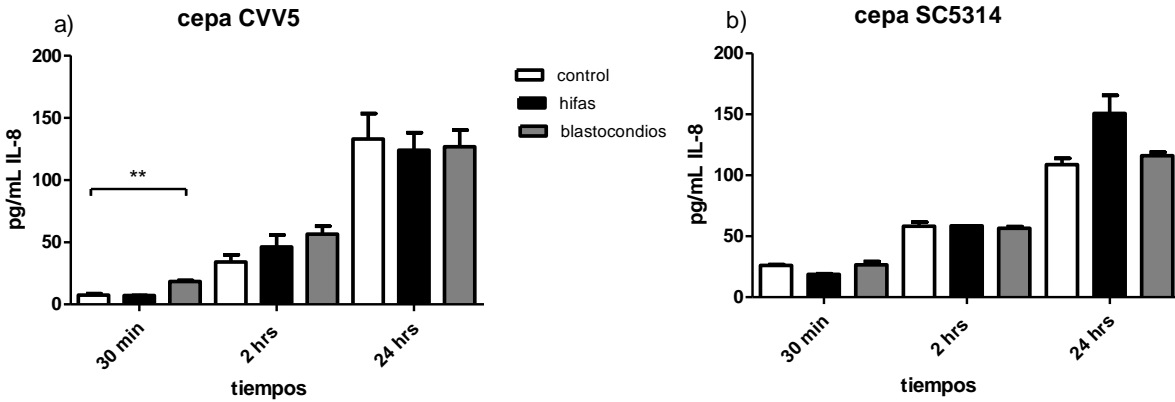 a)
cepa CVV5
pg/mL IL-8
200
150
100
50
0
**
30 min
2 hrs
24 hrs
tiempos
control
hifas
blastocondios
b)
cepa SC5314
pg/mL IL-8
200
150
100
50
0
30 min
2 hrs
24 hrs
tiempos